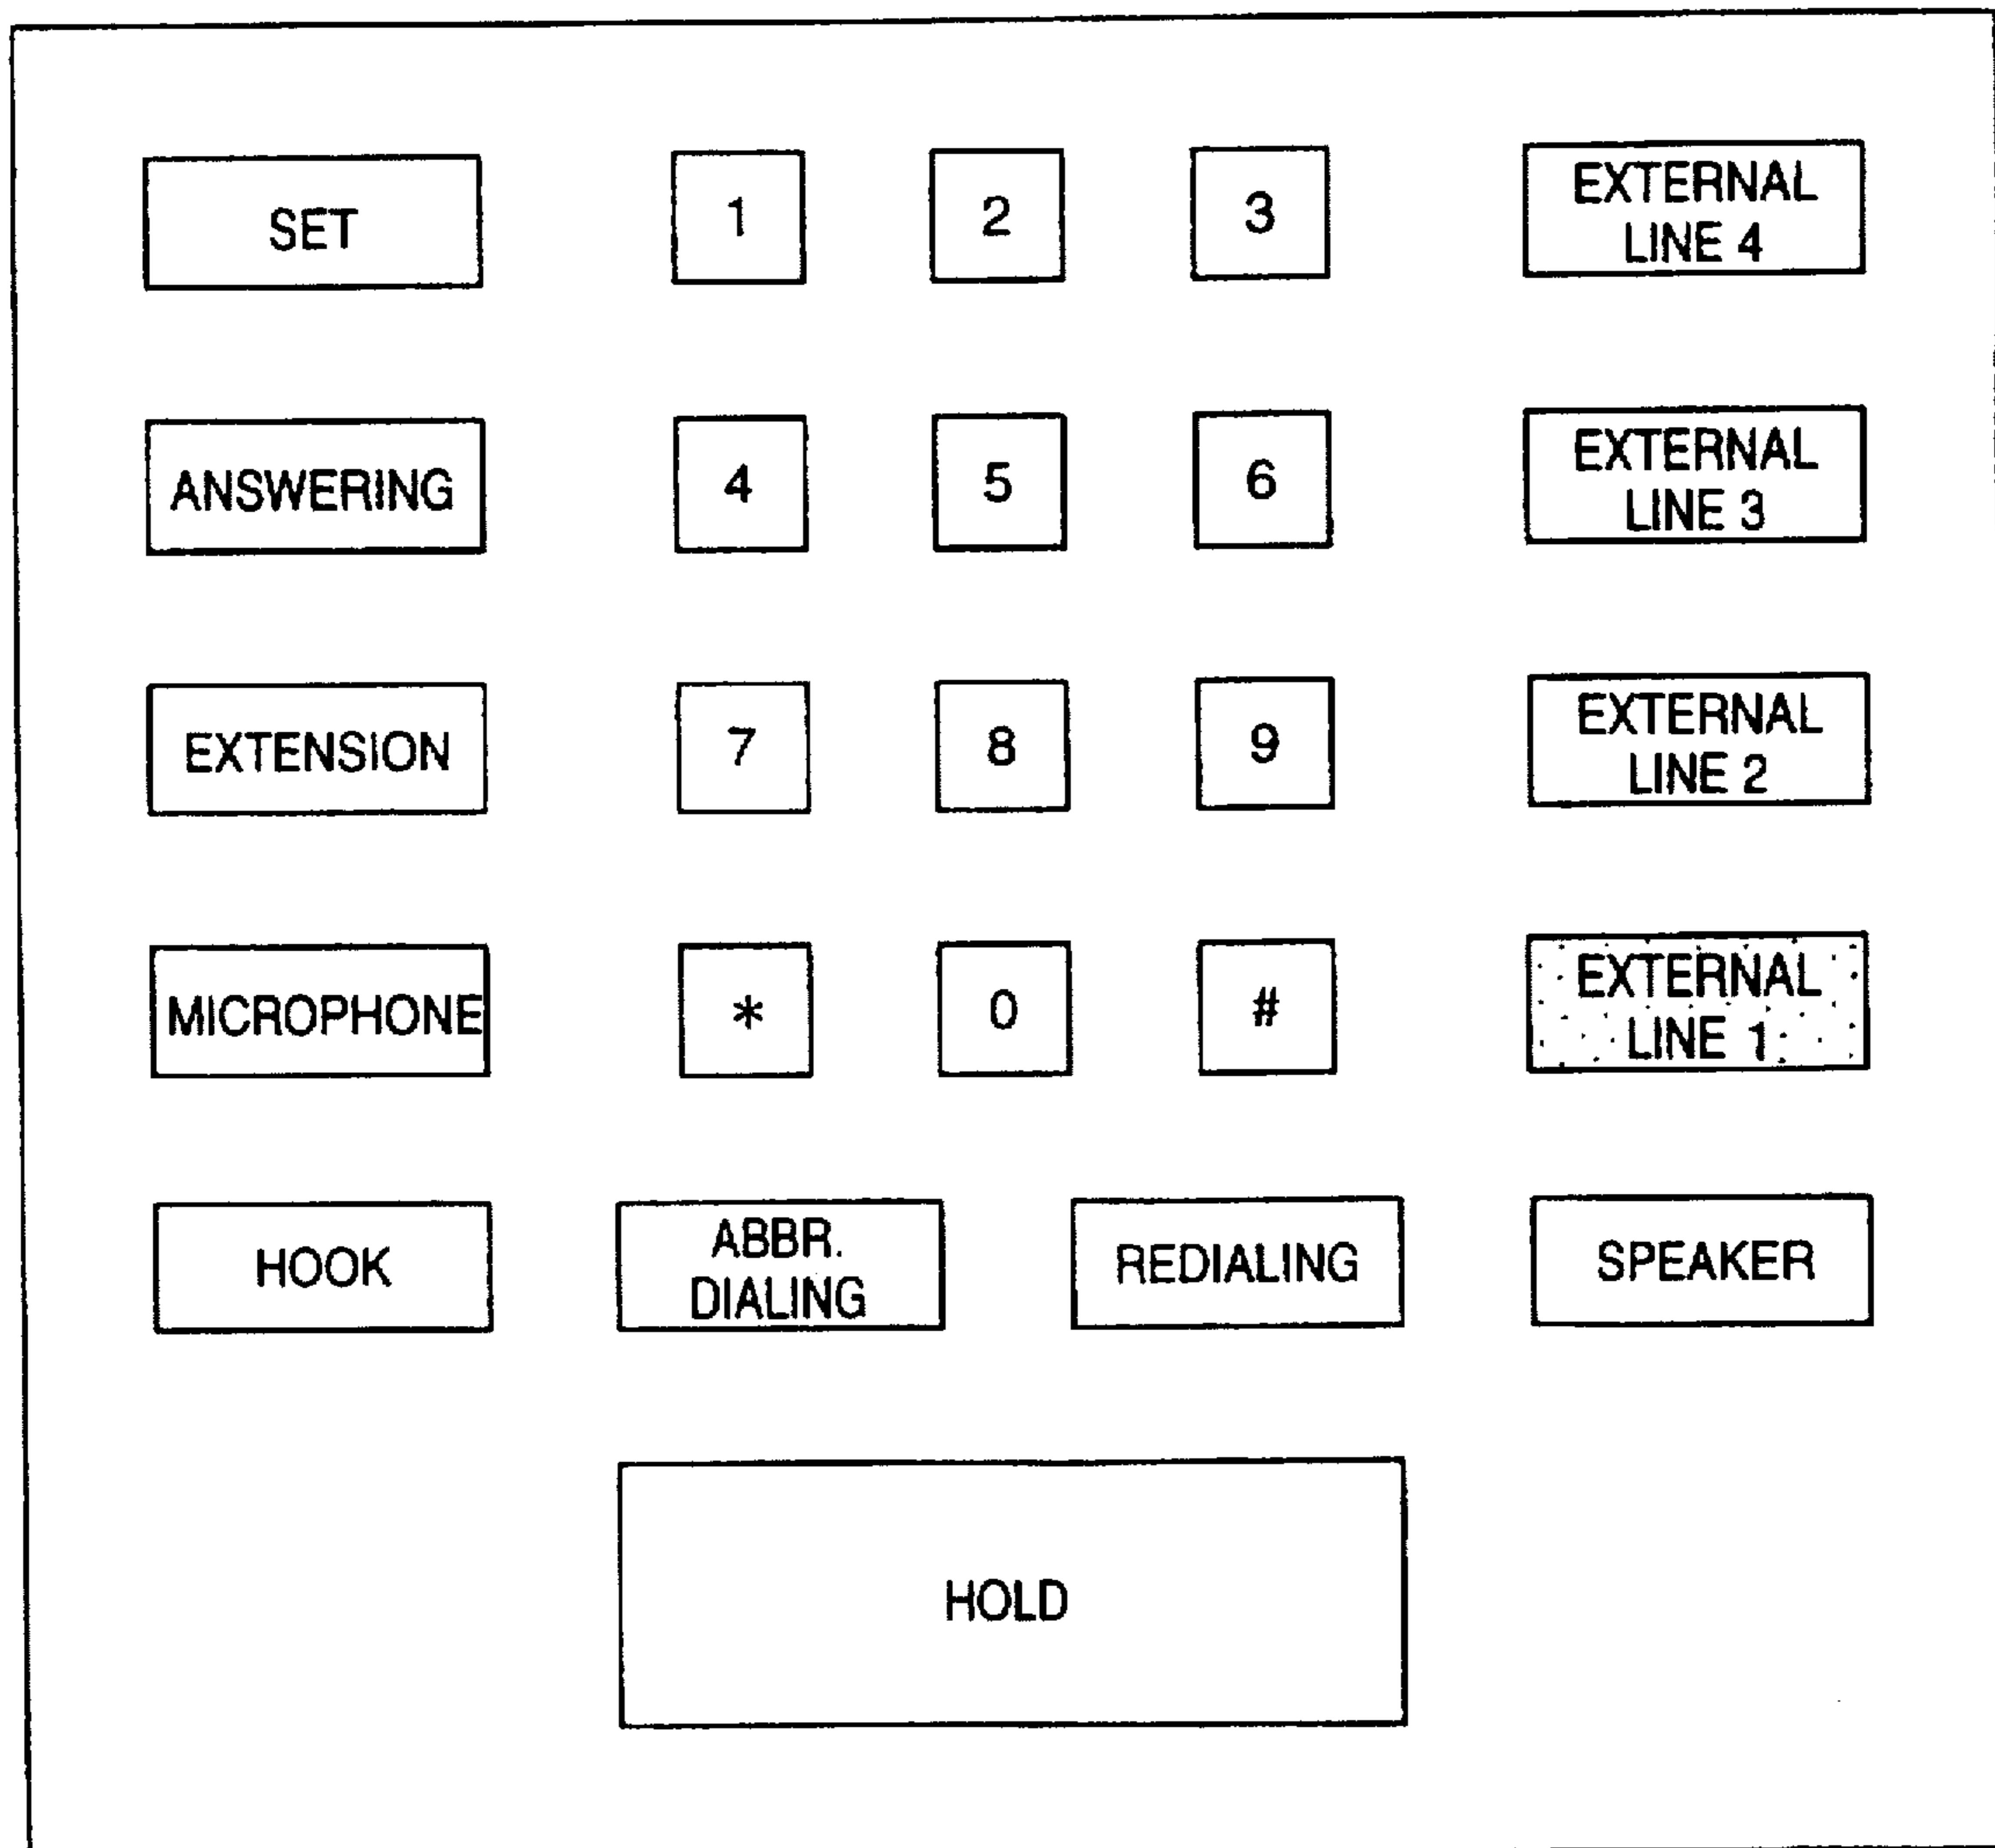 SET
1
2
3
EXTERNAL
LINE 4
ANSWERING
4
5
6
EXTERNAL
LINE 3
EXTENSION
7
8
9
EXTERNAL
LINE 2
MICROPHONE
*
0
#
EXTERNAL
LINE 1
HOOK
ABBR.
DIALING
REDIALING
SPEAKER
HOLD